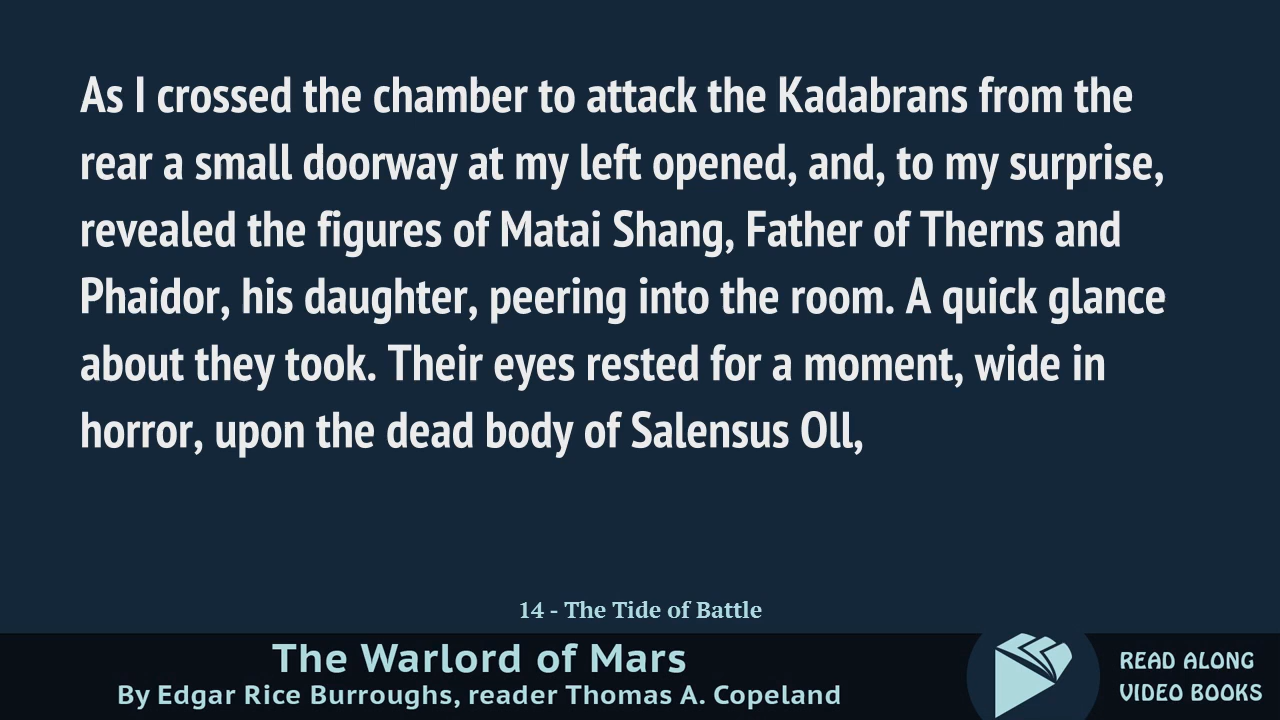 As I crossed the chamber to attack the Kadabrans from the
rear a small doorway at my left opened, and, to my surprise,
revealed the figures of Matai Shang, Father of Therns and
Phaidor, his daughter, peering into the room. A quick glance
about they took. Their eyes rested for a moment, wide in
horror, upon the dead body of Salensus Oll,
14 - The Tide of Battle
The Warlord of Mars
By Edgar Rice Burroughs, reader Thomas A. Copeland
READ ALONG
VIDEO BOOKS